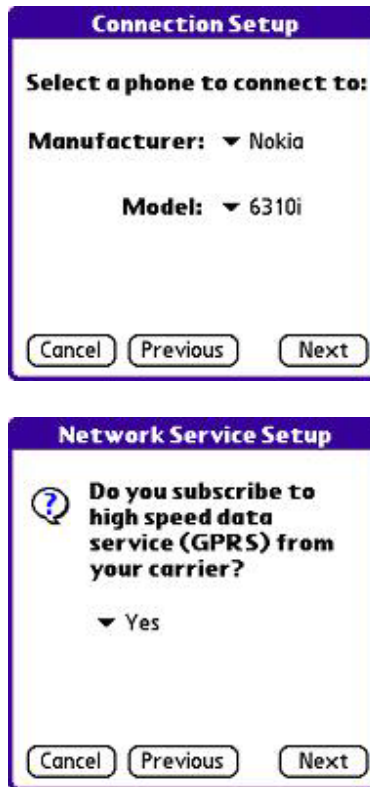 Connection Setup
Select a phone to connect to:
Manufacturer: Nokia
Model: 6310i
Cancel Previous Next
Network Service Setup
? Do you subscribe to
high speed data
service (GPRS) from
your carrier?
Yes
Cancel Previous Next